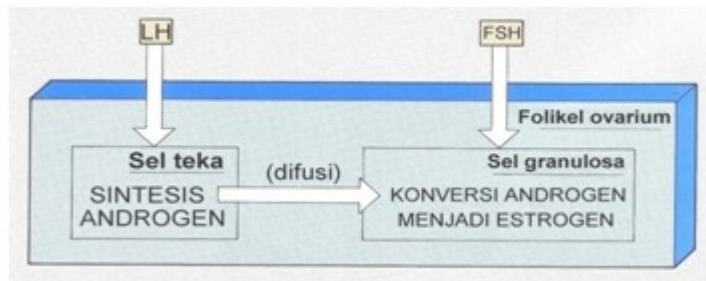 LH
FSH
Folikel ovarium
Sel teka
SINTESIS
ANDROGEN
(difusi)
Sel granulosa
KONVERSI ANDROGEN
MENJADI ESTROGEN